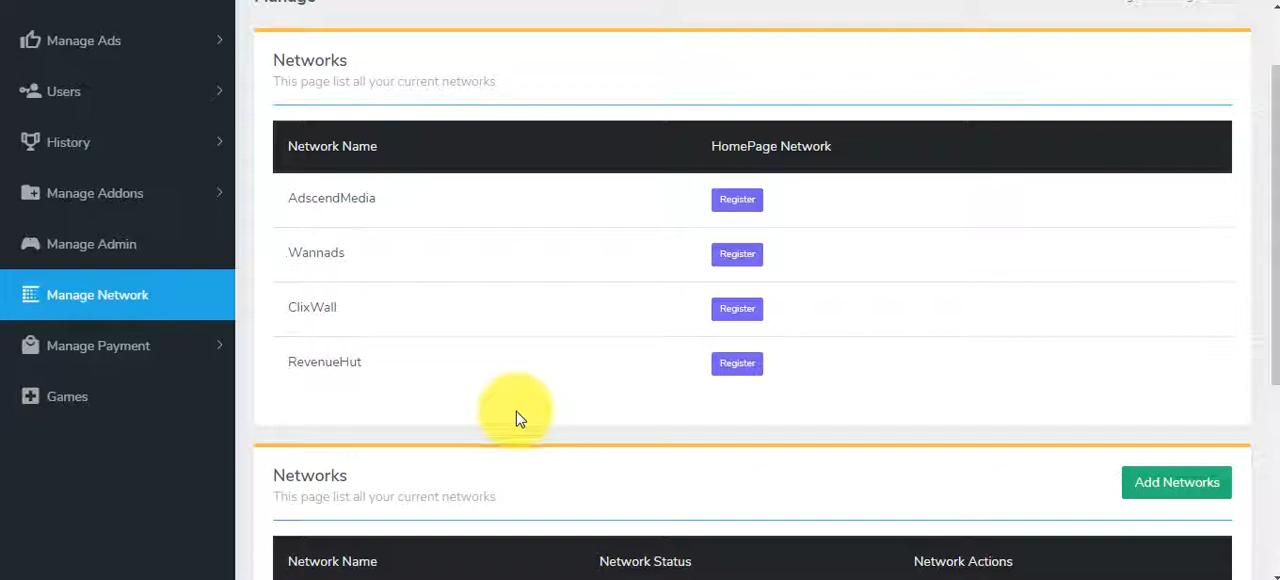 Manage
Manage Ads
Users
History
Manage Addons
Manage Admin
Manage Network
Manage Payment
Games
Networks
This page list all your current networks
Network Name HomePage Network
AdscendMedia Register
Wannads Register
ClixWall Register
RevenueHut Register
Networks
This page list all your current networks
Add Networks
Network Name Network Status Network Actions